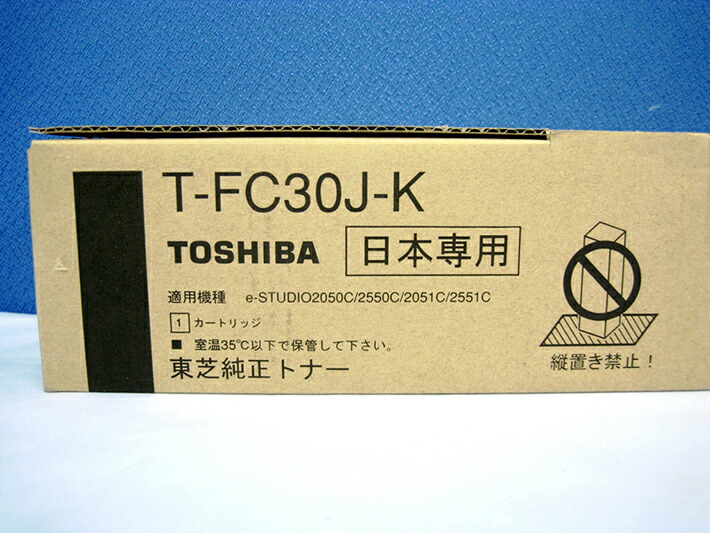 T-FC30J-K
TOSHIBA 日本専用
適用機種 e-STUDIO2050C/2550C/2051C/2551C
1 カートリッジ
■ 室温35℃以下で保管して下さい。
東芝純正トナー
縦置き禁止!